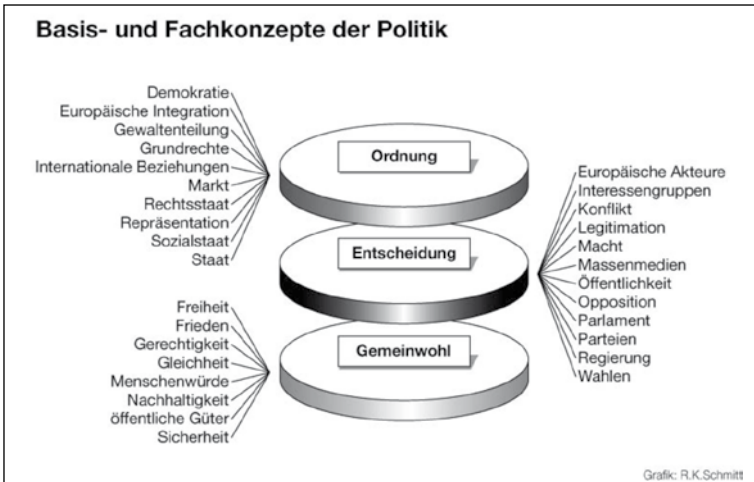 Basis- und Fachkonzepte der Politik
Demokratie
Europäische Integration
Gewaltenteilung
Grundrechte
Internationale Beziehungen
Markt
Rechtsstaat
Repräsentation
Sozialstaat
Staat
Ordnung
Europäische Akteure
Interessengruppen
Konflikt
Legitimation
Macht
Massenmedien
Öffentlichkeit
Opposition
Parlament
Parteien
Regierung
Wahlen
Entscheidung
Freiheit
Frieden
Gerechtigkeit
Gleichheit
Menschenwürde
Nachhaltigkeit
öffentliche Güter
Sicherheit
Gemeinwohl
Grafik: R.K.Schmitt